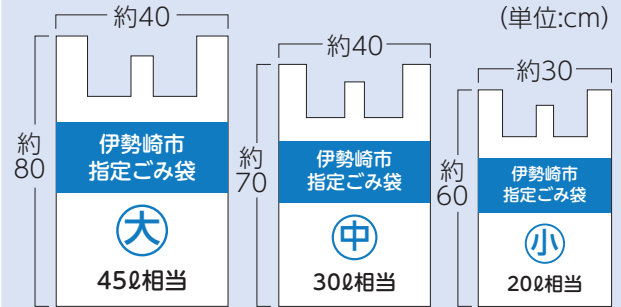 (単位:cm)
約40
約
80
伊勢崎市
指定ごみ袋
大
45ℓ相当
約40
約
70
伊勢崎市
指定ごみ袋
中
30ℓ相当
約30
約
60
伊勢崎市
指定ごみ袋
小
20ℓ相当